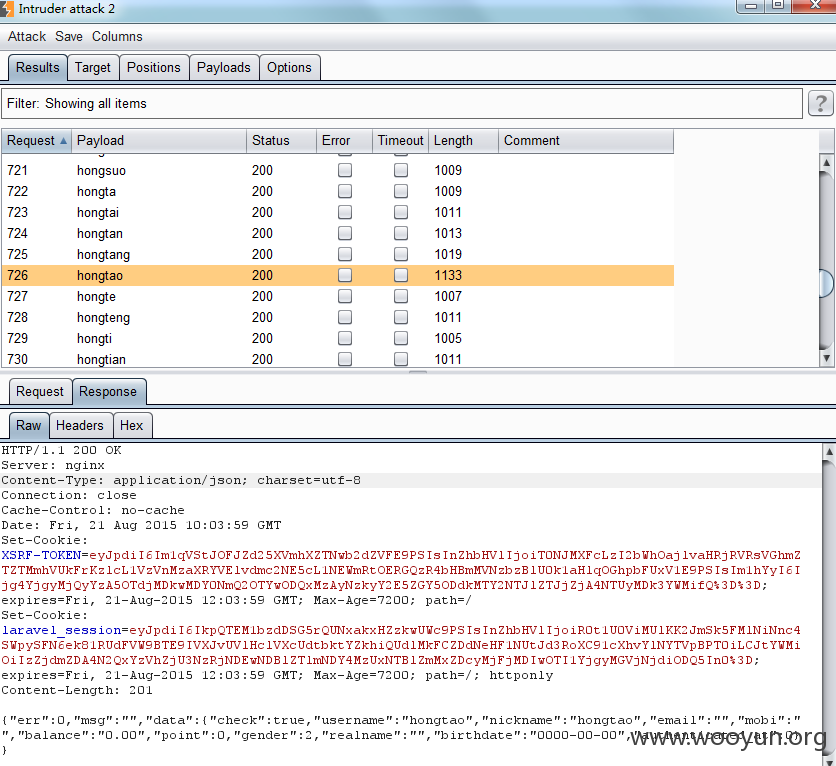 Intruder attack 2
Attack Save Columns
Results Target Positions Payloads Options
Filter: Showing all items
?
Request Payload Status Error Timeout Length Comment
721 hongsuo 200 1009
722 hongta 200 1009
723 hongtai 200 1011
724 hongtan 200 1013
725 hongtang 200 1019
726 hongtao 200 1133
727 hongte 200 1007
728 hongteng 200 1011
729 hongti 200 1005
730 hongtian 200 1011
Request Response
Raw Headers Hex
HTTP/1.1 200 OK
Server: nginx
Content-Type: application/json; charset=utf-8
Connection: close
Cache-Control: no-cache
Date: Fri, 21 Aug 2015 10:03:59 GMT
Set-Cookie:
XSRF-TOKEN=
expires=Fri, 21-Aug-2015 12:03:59 GMT; Max-Age=7200; path=/
Set-Cookie:
laravel_session=
expires=Fri, 21-Aug-2015 12:03:59 GMT; Max-Age=7200; path=/; httponly
Content-Length: 201
{"err":0,"msg":"","data":{"check":true,"username":"hongtao","nickname":"hongtao","email":"","mobi":"
","balance":"0.00","point":0,"gender":2,"realname":"","birthdate":"0000-00-00",
}
www.wooyun.org